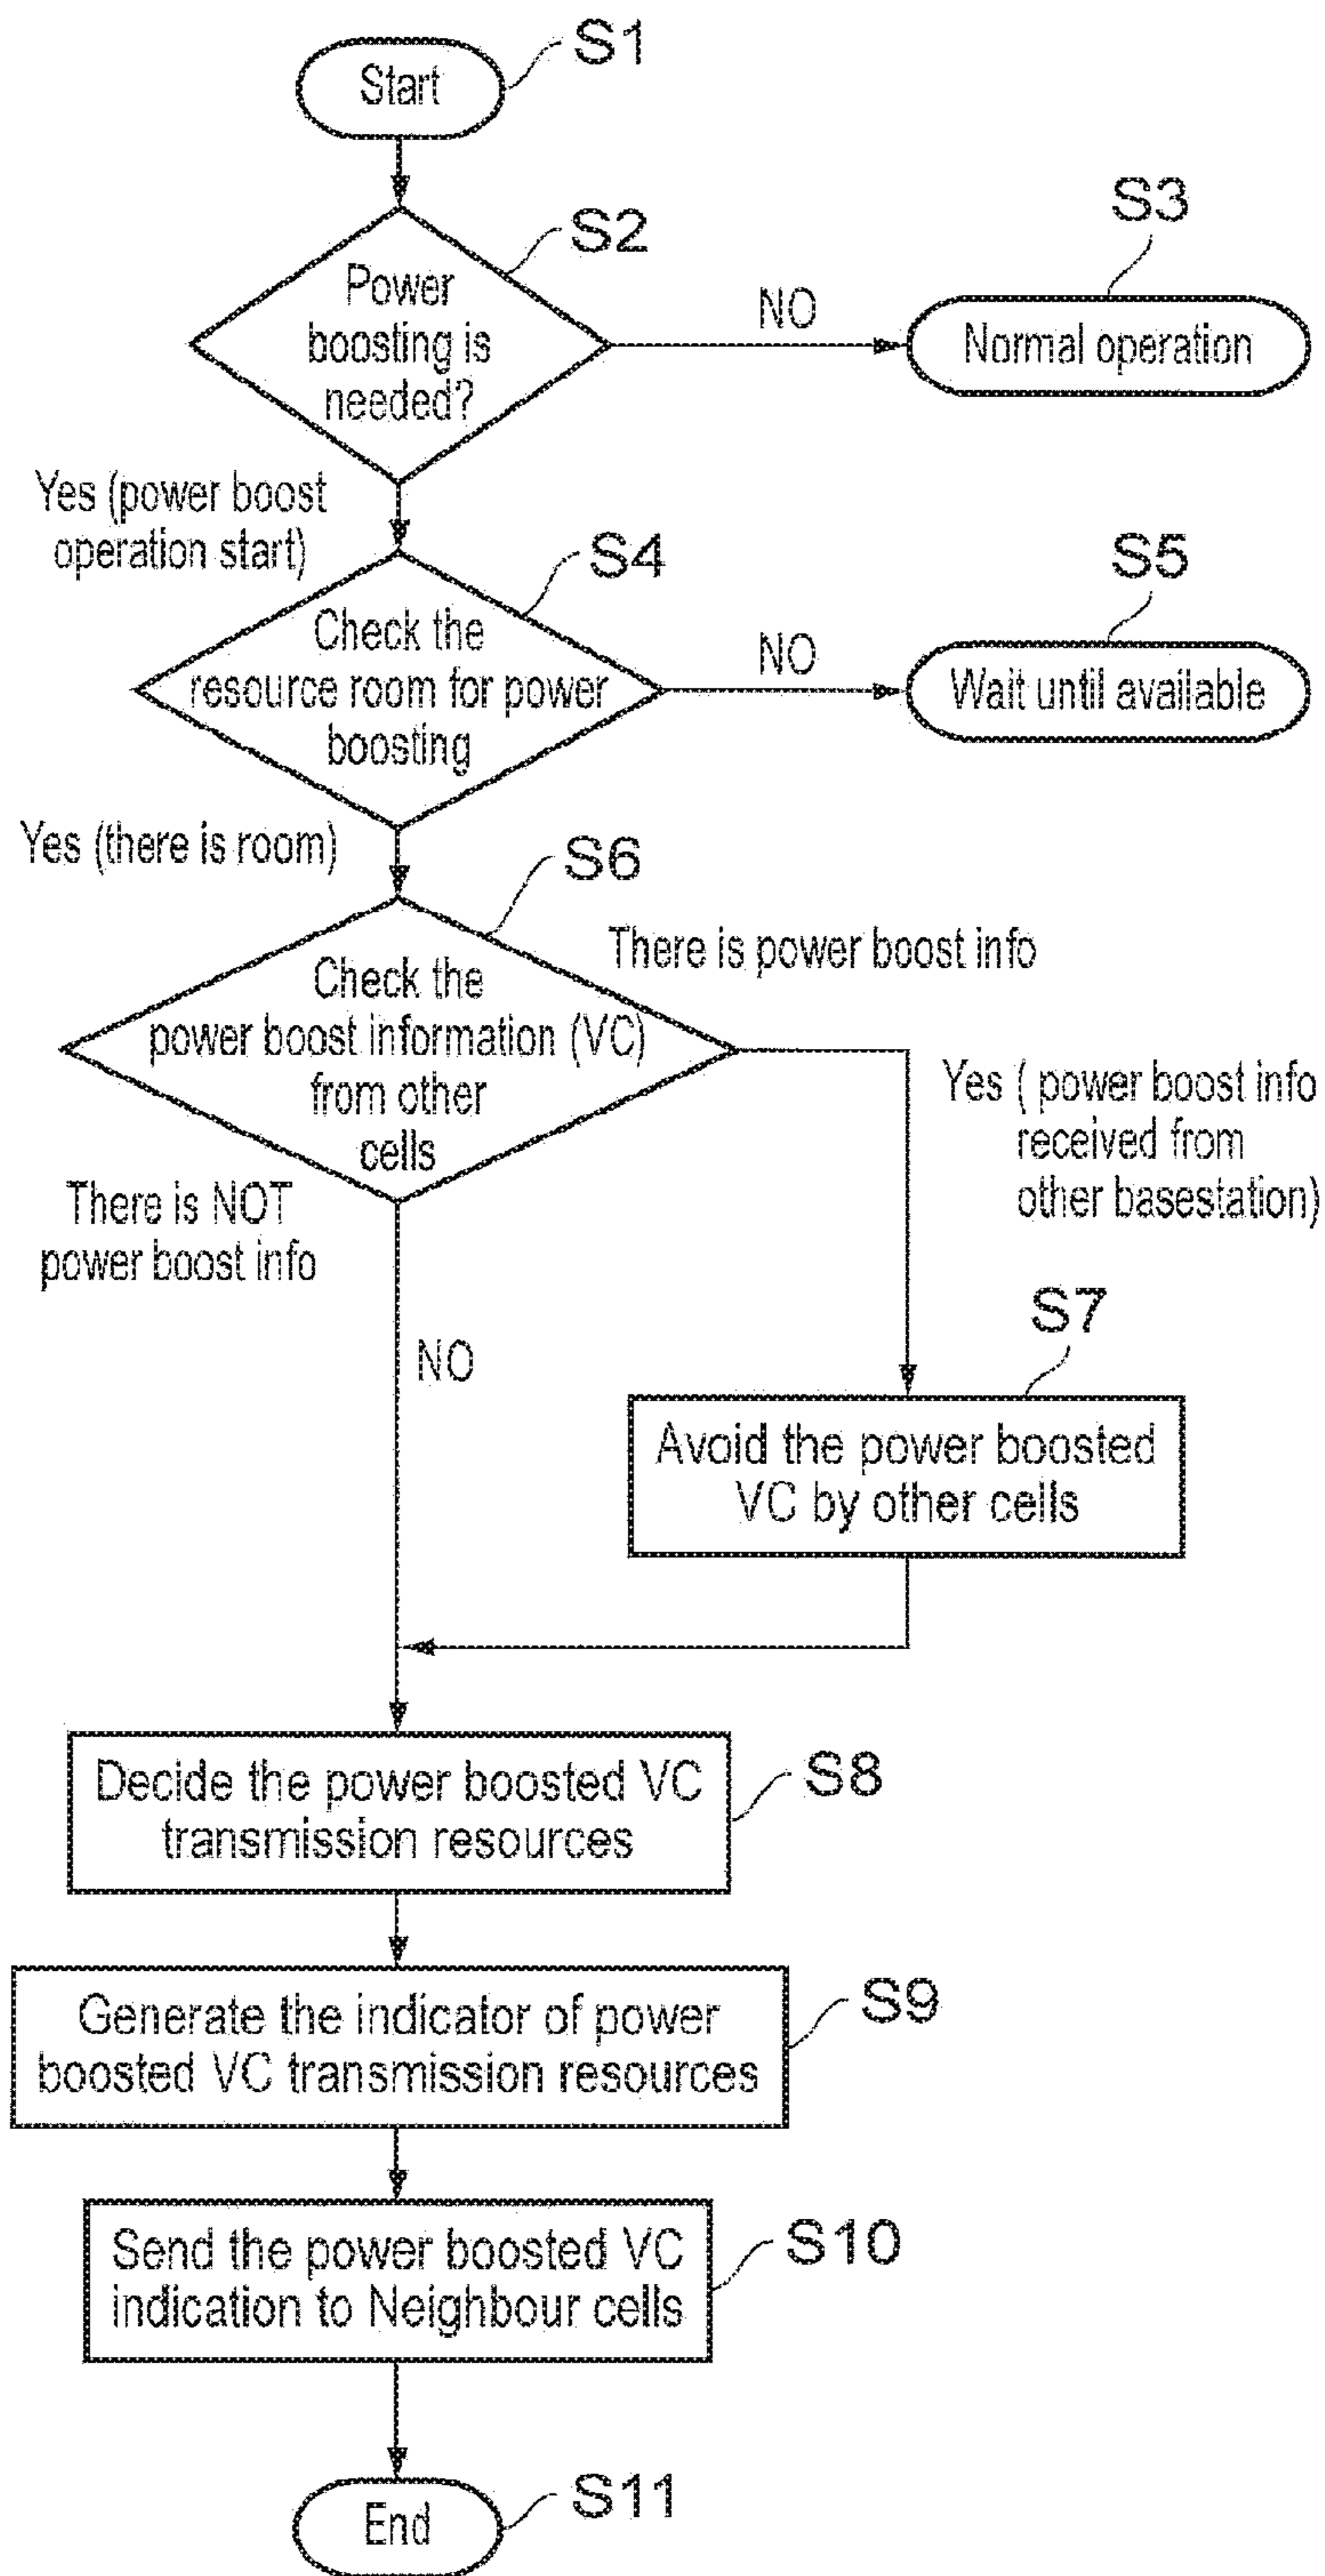 S1
Start
S2
Power
boosting is
needed?
NO
S3
Normal operation
Yes (power boost
operation start)
S4
Check the
resource room for power
boosting
NO
S5
Wait until available
Yes (there is room)
S6
There is power boost info
Check the
power boost information (VC)
from other
cells
Yes ( power boost info
received from
other basestation)
There is NOT
power boost info
NO
S7
Avoid the power boosted
VC by other cells
Decide the power boosted VC
transmission resources
S8
Generate the indicator of power
boosted VC transmission resources
S9
Send the power boosted VC
indication to Neighbour cells
S10
End
S11